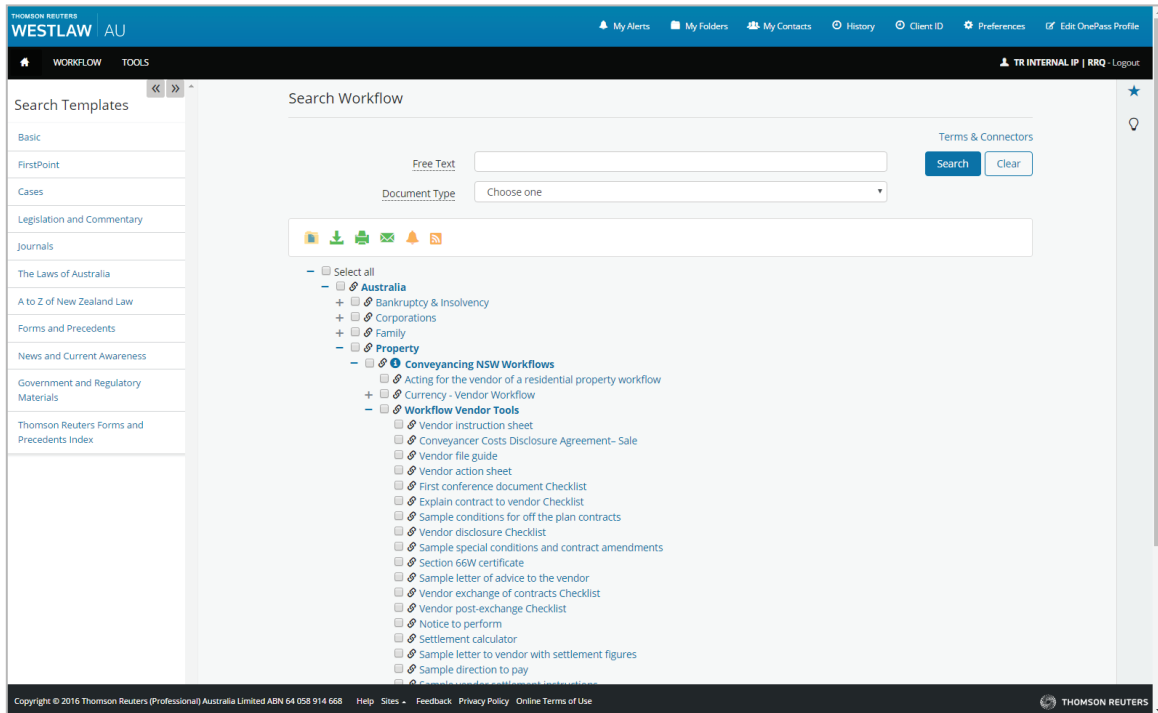 THOMSON REUTERS
WESTLAW AU
My Alerts My Folders My Contacts History Client ID Preferences Edit OnePass Profile
WORKFLOW TOOLS
TR INTERNAL IP | RRQ - Logout
Search Templates
Basic
FirstPoint
Cases
Legislation and Commentary
Journals
The Laws of Australia
A to Z of New Zealand Law
Forms and Precedents
News and Current Awareness
Government and Regulatory
Materials
Thomson Reuters Forms and
Precedents Index
Search Workflow
Terms & Connectors
Free Text
Search Clear
Document Type Choose one
Select all
Australia
Bankruptcy & Insolvency
Corporations
Family
Property
Conveyancing NSW Workflows
Acting for the vendor of a residential property workflow
Currency - Vendor Workflow
Workflow Vendor Tools
Vendor instruction sheet
Conveyancer Costs Disclosure Agreement– Sale
Vendor file guide
Vendor action sheet
First conference document Checklist
Explain contract to vendor Checklist
Sample conditions for off the plan contracts
Vendor disclosure Checklist
Sample special conditions and contract amendments
Section 66W certificate
Sample letter of advice to the vendor
Vendor exchange of contracts Checklist
Vendor post-exchange Checklist
Notice to perform
Settlement calculator
Sample letter to vendor with settlement figures
Sample direction to pay
Sample vendor settlement instructions
Copyright © 2016 Thomson Reuters (Professional) Australia Limited ABN 64 058 914 668 Help Sites Feedback Privacy Policy Online Terms of Use
THOMSON REUTERS